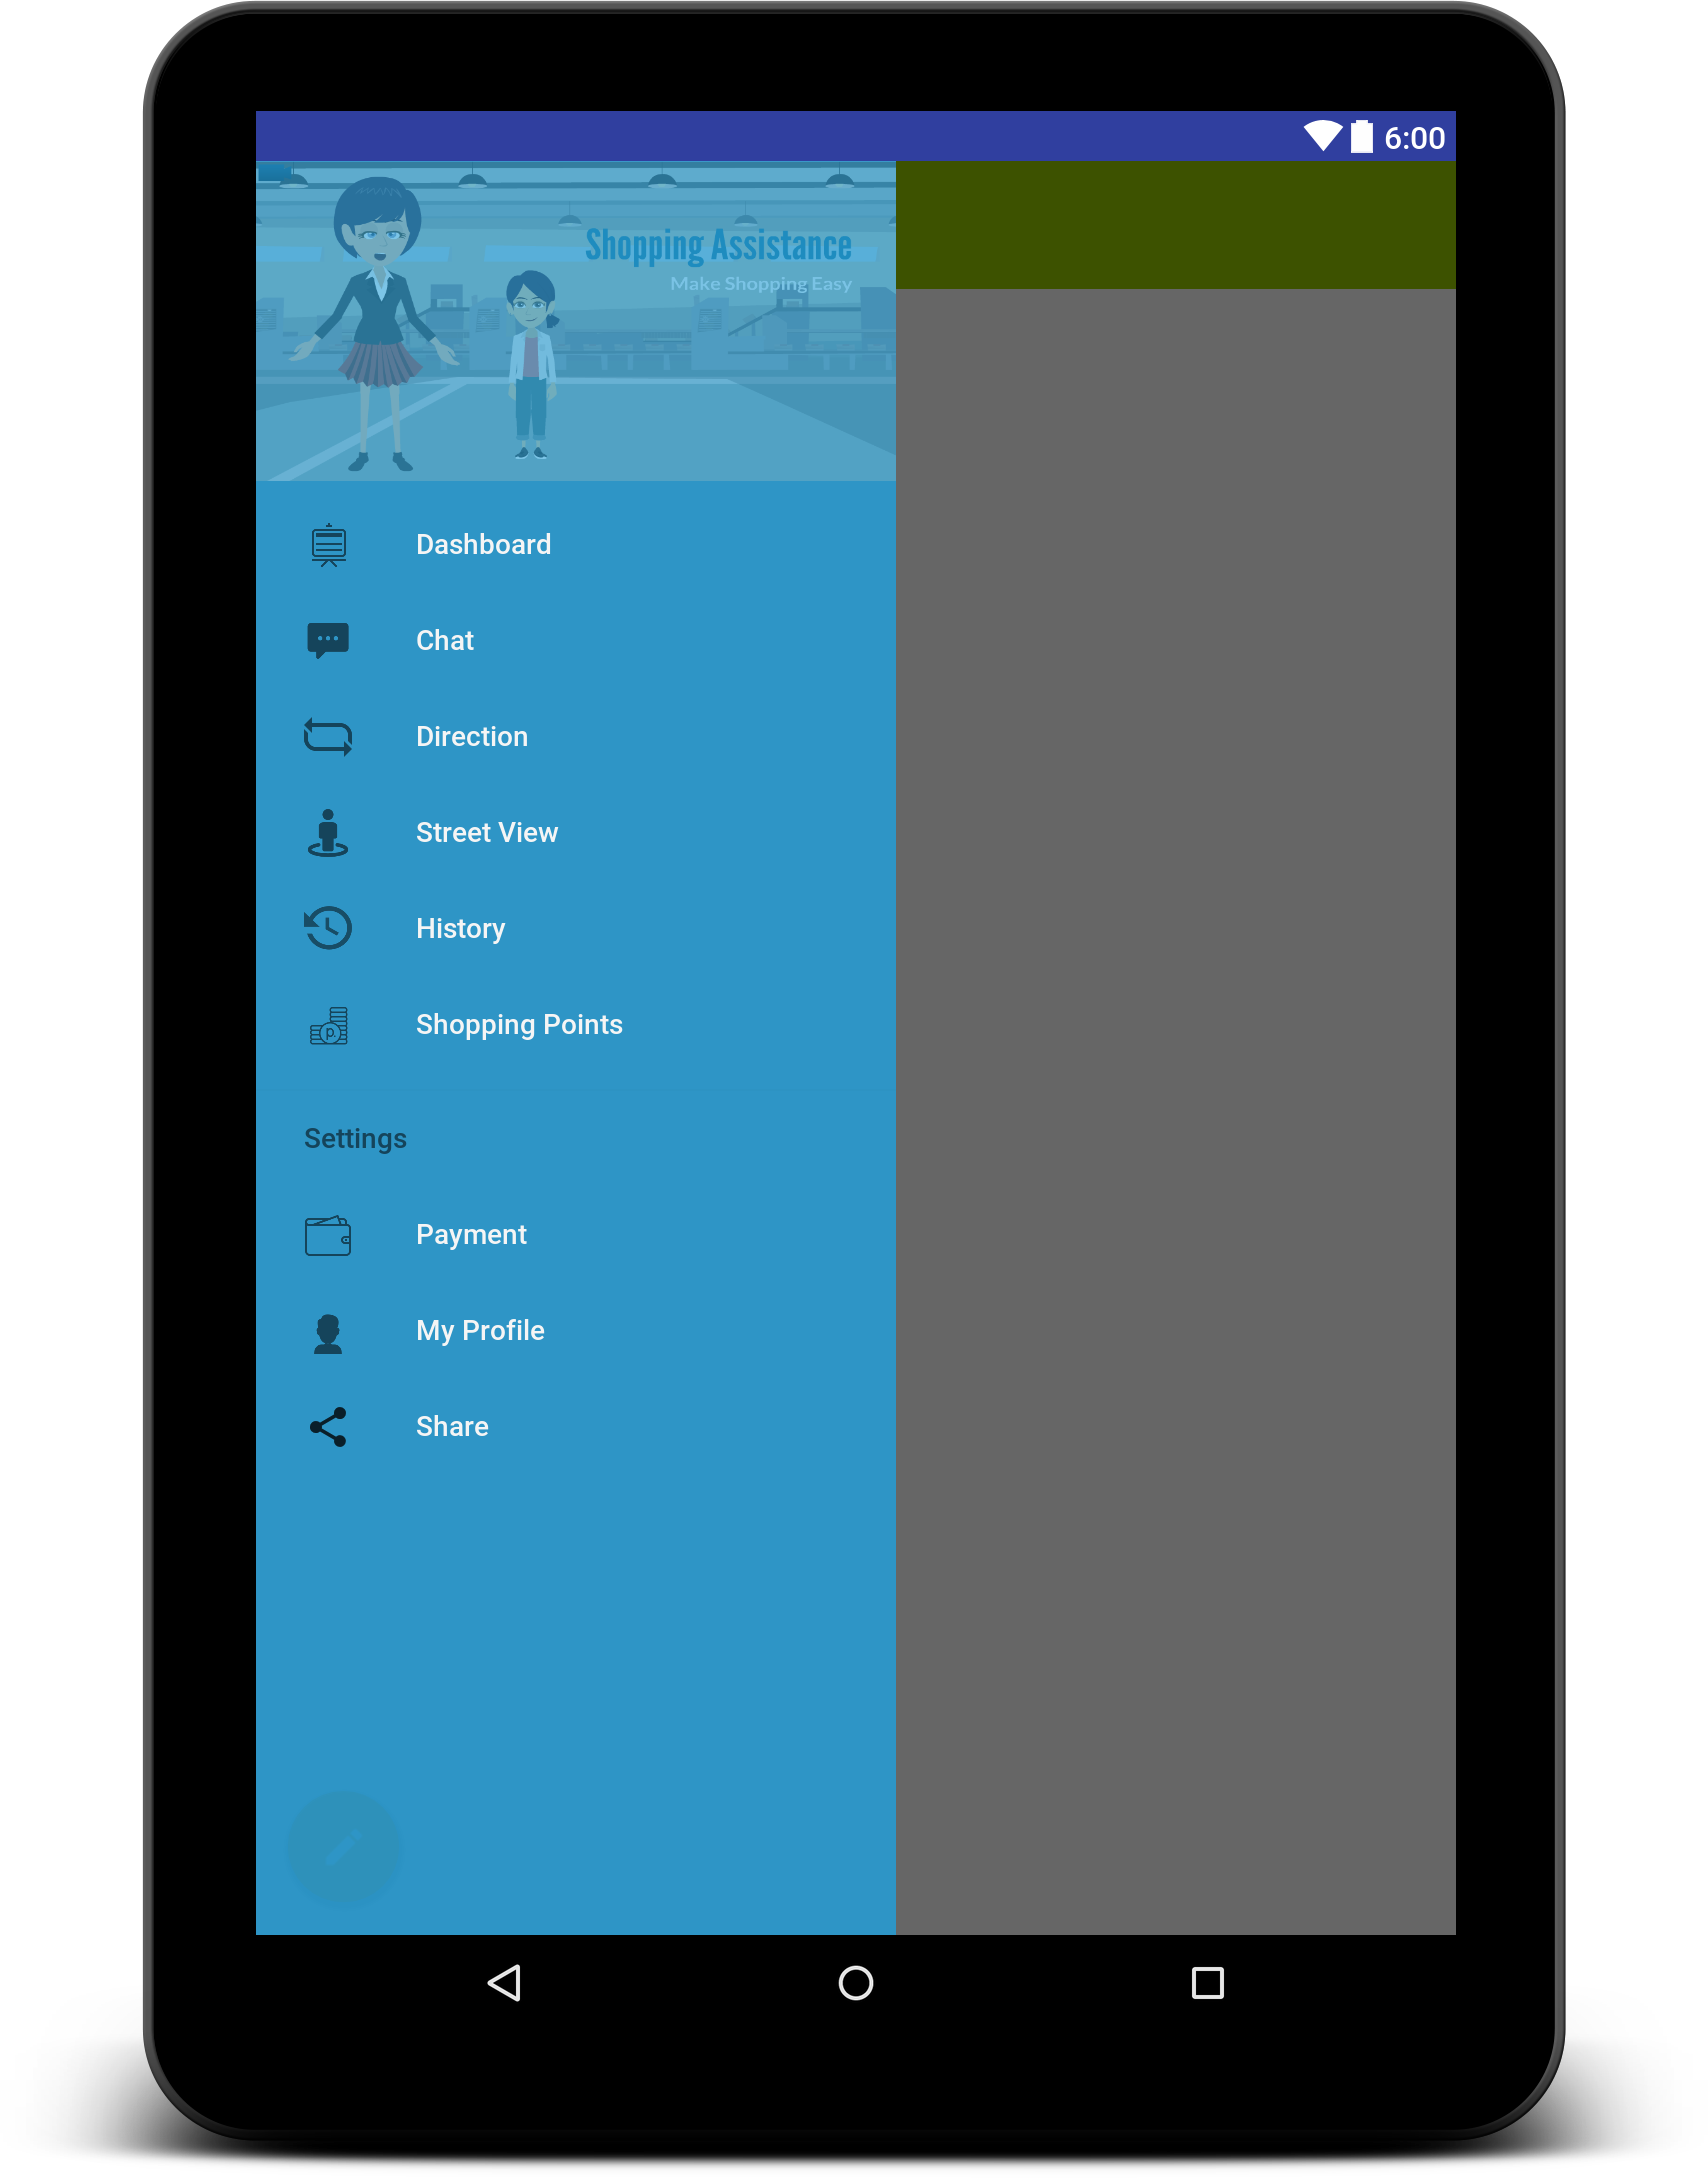 6:00
Shopping Assistance
Make Shopping Easy
Dashboard
Chat
Direction
Street View
History
Shopping Points
Settings
Payment
My Profile
Share